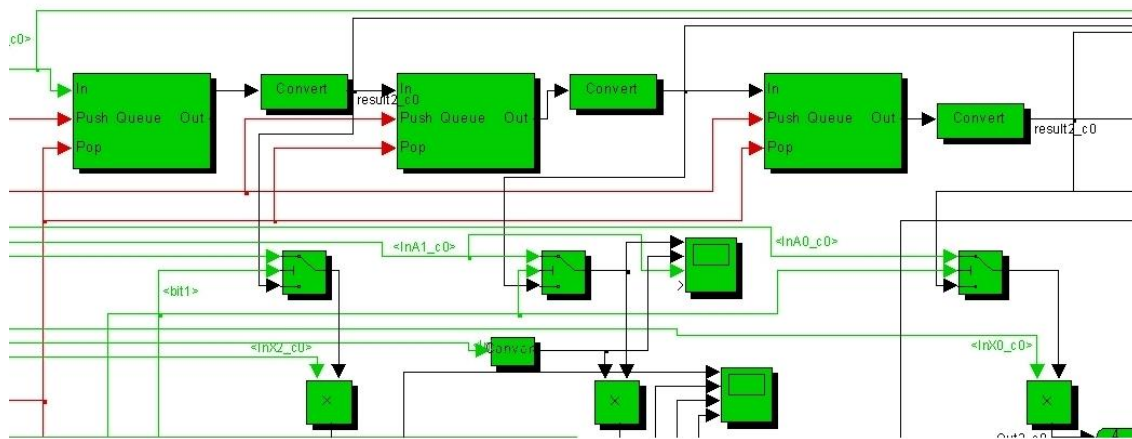 _c0>
In
Push Queue Out
Pop
Convert
result2_c0
In
Push Queue Out
Pop
Convert
In
Push Queue Out
Pop
Convert
result2_c0
<InA1_c0>
<InA0_c0>
<bit1>
<InX2_c0>
Convert
<InX0_c0>
×
×
×
Out2_c0
4